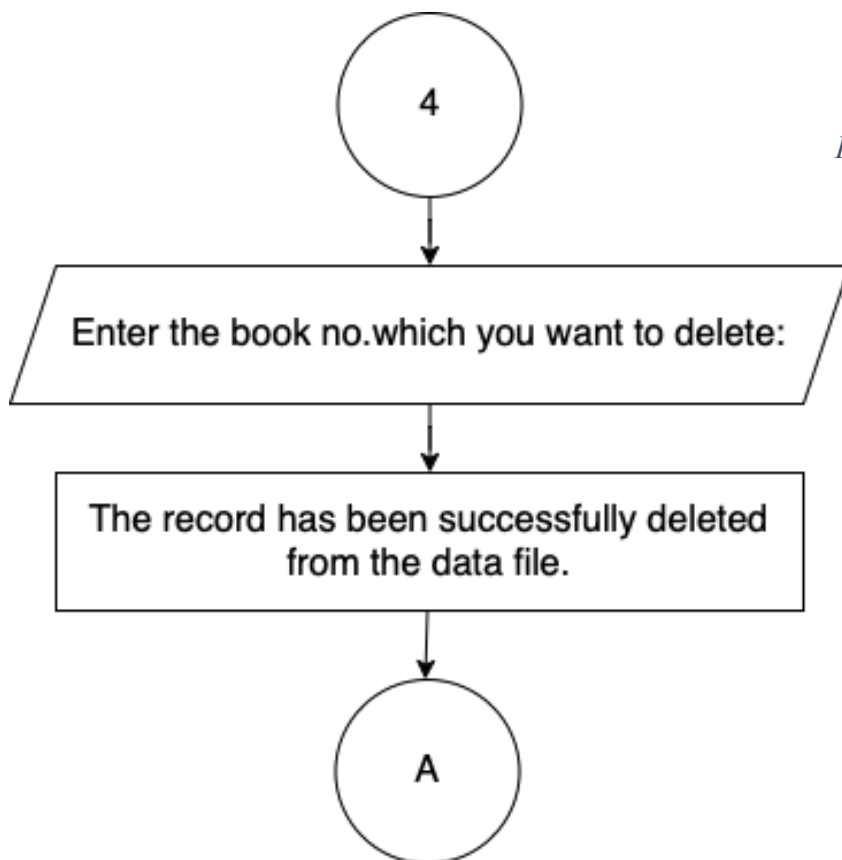 4
Enter the book no.which you want to delete:
The record has been successfully deleted
from the data file.
A